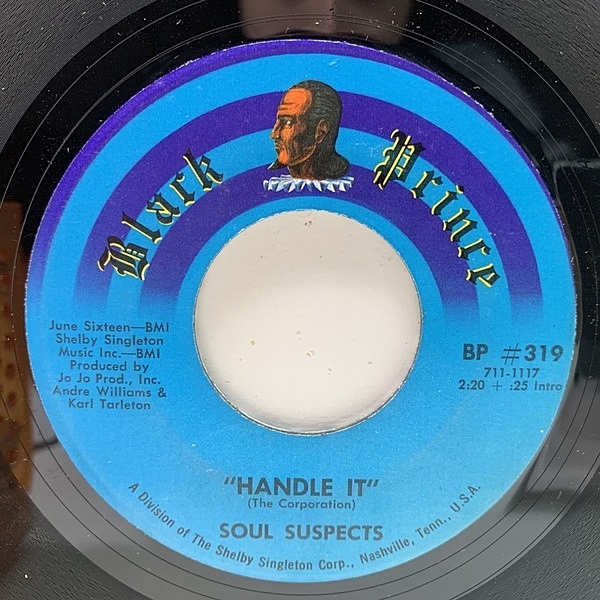 Black Prince
June Sixteen—BMI
Shelby Singleton
Music Inc.—BMI
Produced by
Jo Jo Prod., Inc.
Andre Williams &
Karl Tarleton
BP #319
711-1117
2:20 + :25 Intro
"HANDLE IT"
(The Corporation)
SOUL SUSPECTS
A Division of The Shelby Singleton Corp., Nashville, Tenn., U.S.A.